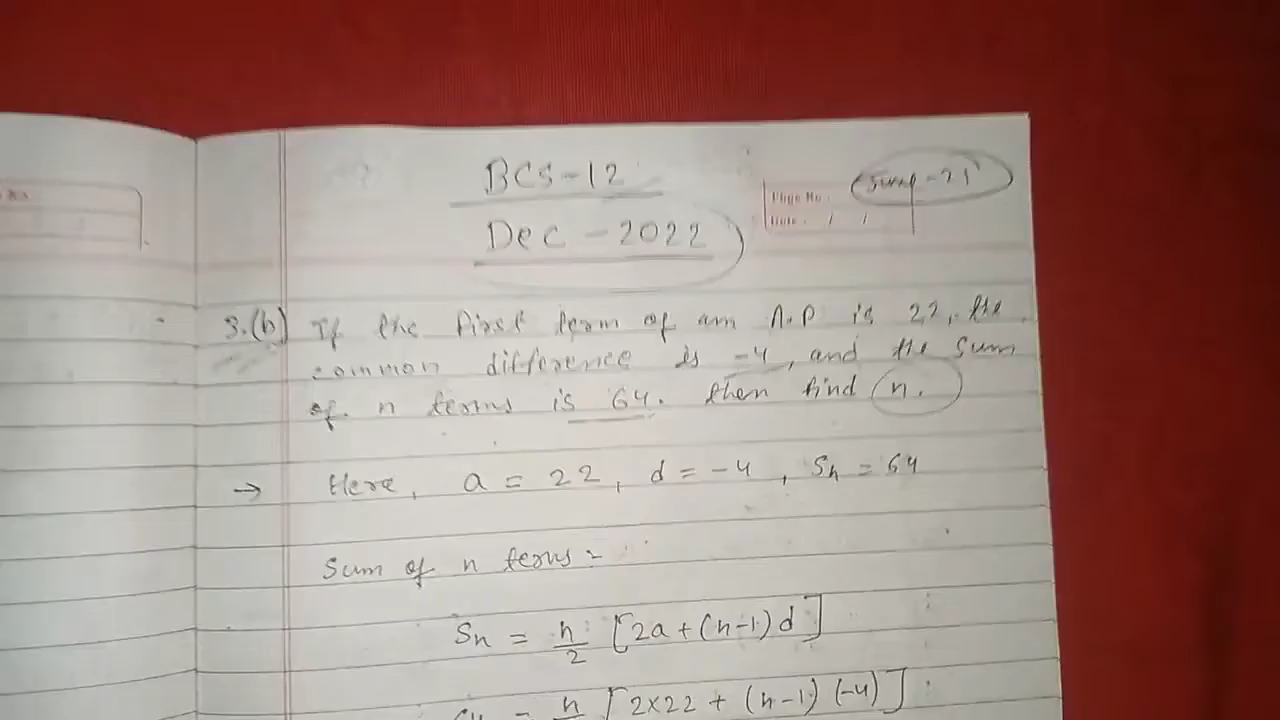 BCS-12
Dec - 2022
Page No :
Date : / /
3.(b) If the first term of an A.P is 22, the
common difference is -4, and the sum
of n terms is 64. then find n.
→ Here, a = 22, d = -4, Sn = 64
Sum of n terms =
Sn = n/2 [2a+(n-1)d]
64 = n [2×22 + (n-1) (-4)]